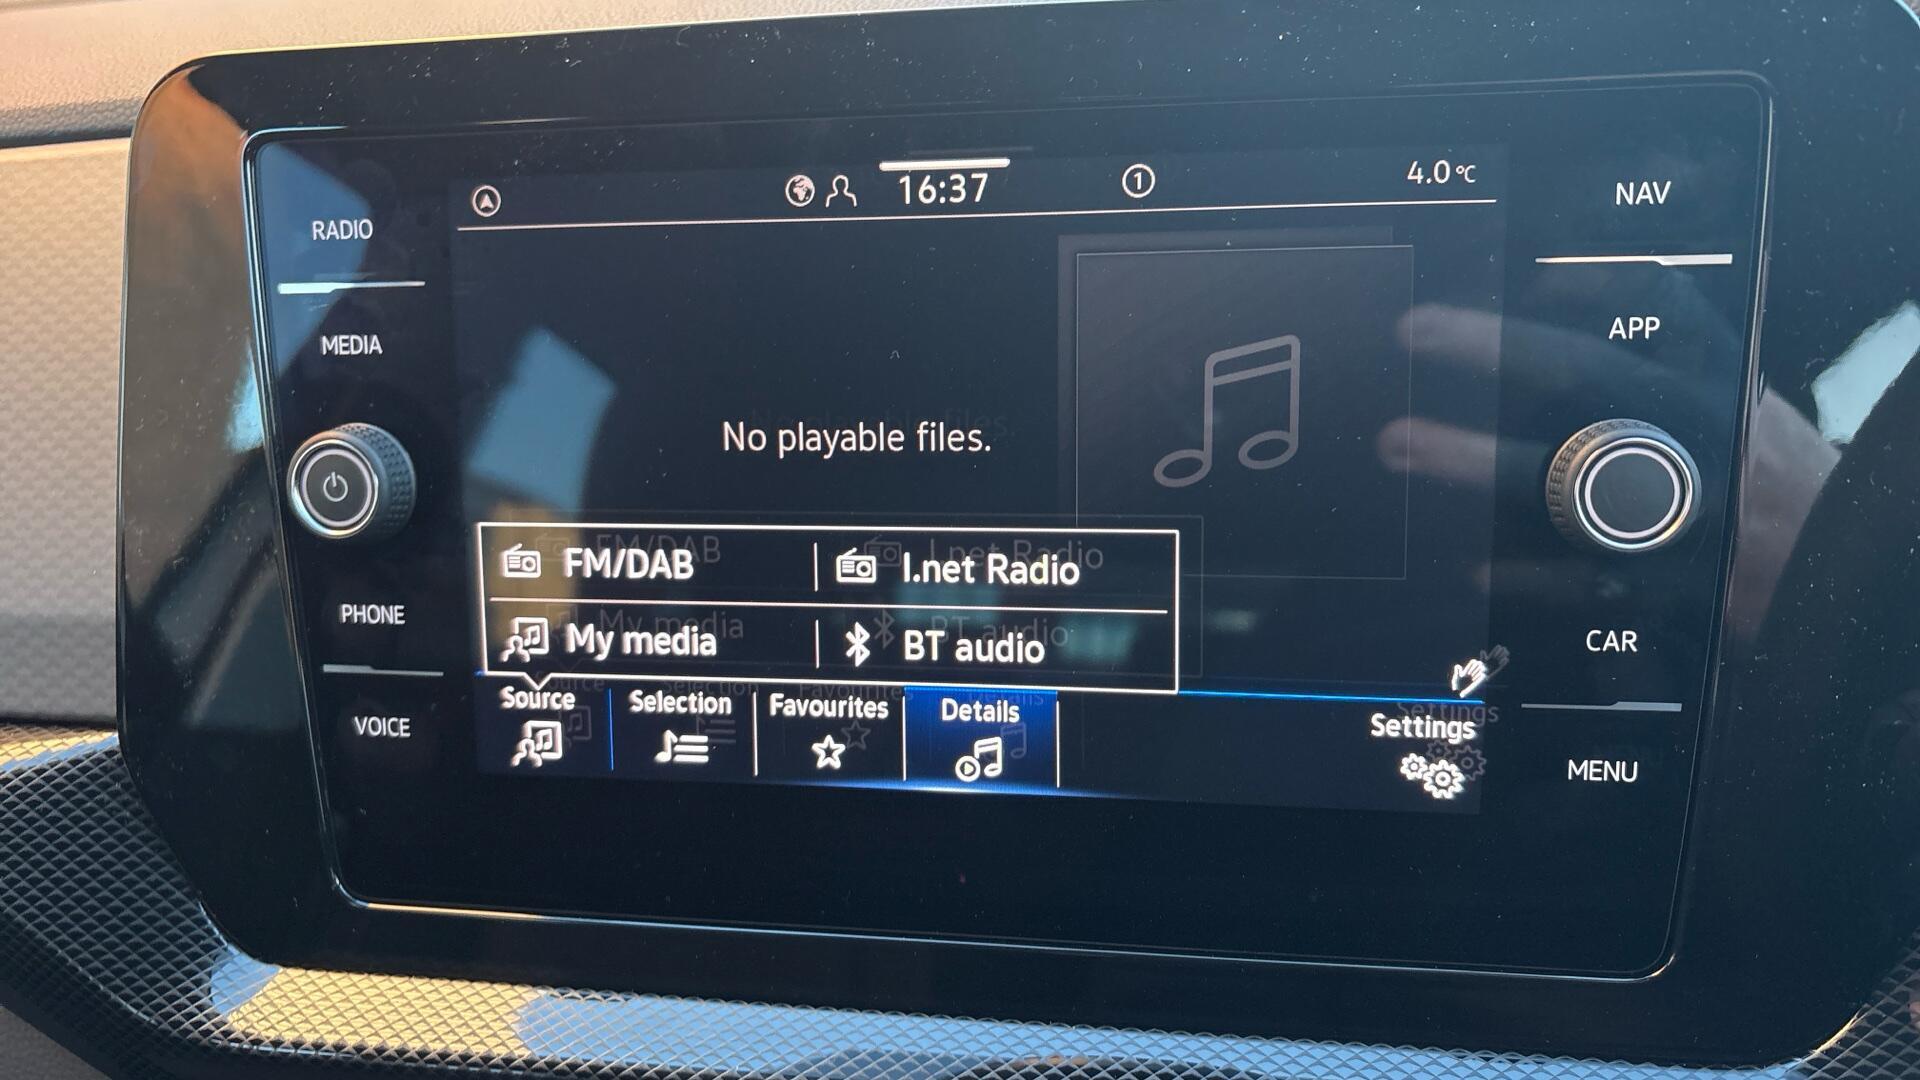 16:37
1
4.0 °C
RADIO
MEDIA
PHONE
VOICE
No playable files.
FM/DAB
I.net Radio
My media
BT audio
Source
Selection
Favourites
Details
Settings
NAV
APP
CAR
MENU